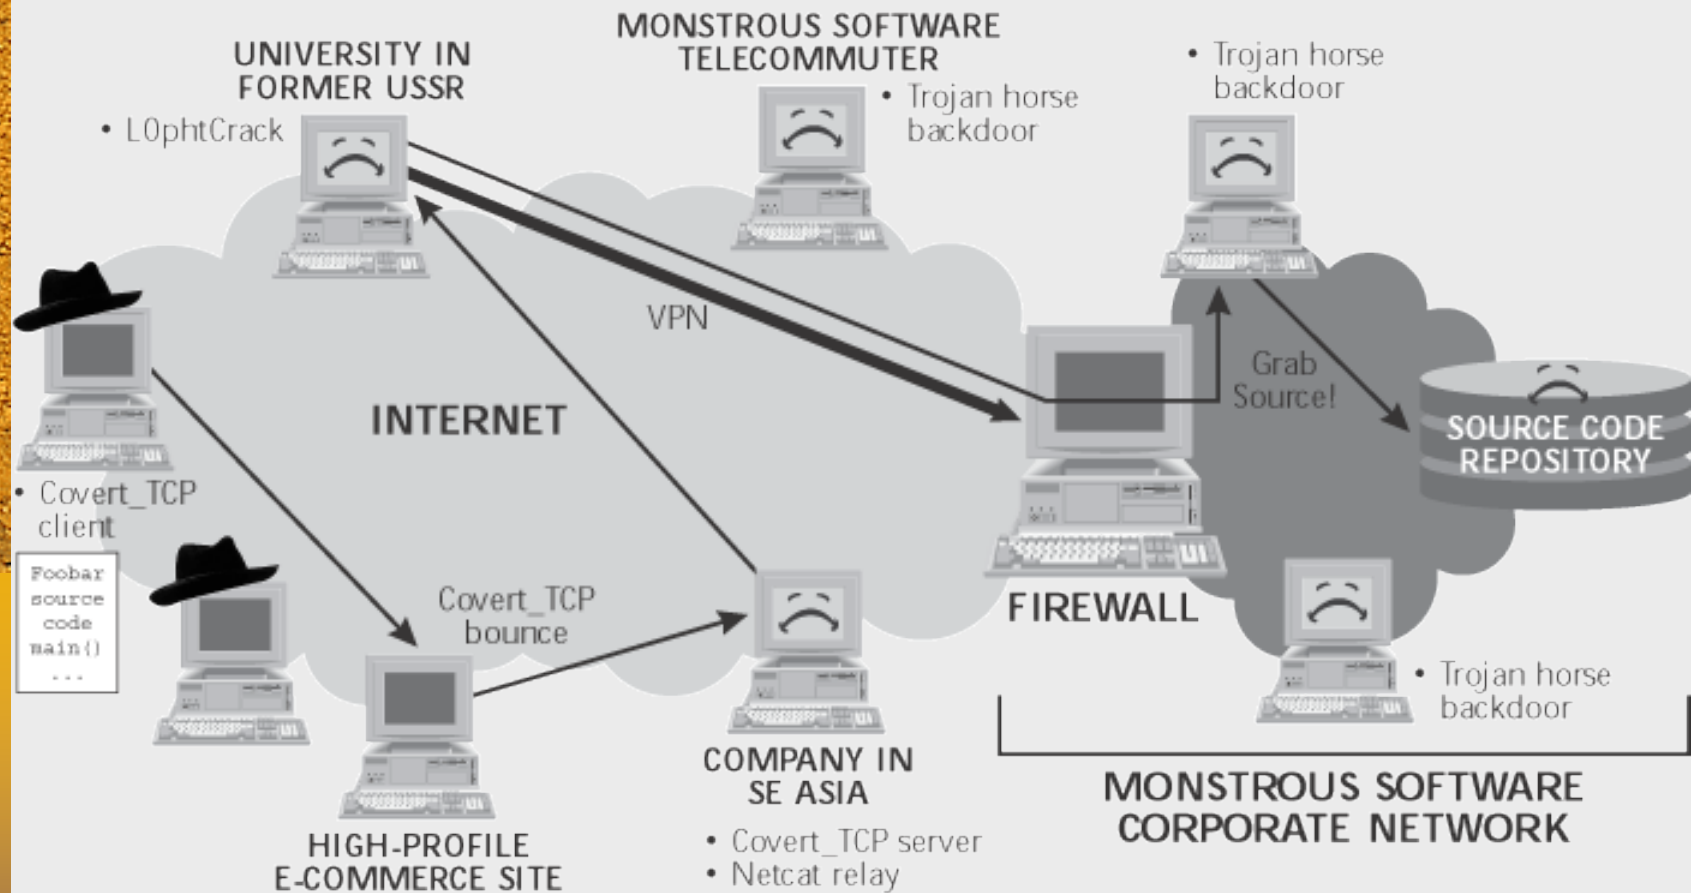 MONSTROUS SOFTWARE
TELECOMMUTER
• Trojan horse
backdoor
UNIVERSITY IN
FORMER USSR
• L0phtCrack
• Trojan horse
backdoor
VPN
INTERNET
Grab
Source!
SOURCE CODE
REPOSITORY
• Covert_TCP
client
Foobar
source
code
main()
...
Covert_TCP
bounce
FIREWALL
• Trojan horse
backdoor
COMPANY IN
SE ASIA
• Covert_TCP server
• Netcat relay
MONSTROUS SOFTWARE
CORPORATE NETWORK
HIGH-PROFILE
E-COMMERCE SITE